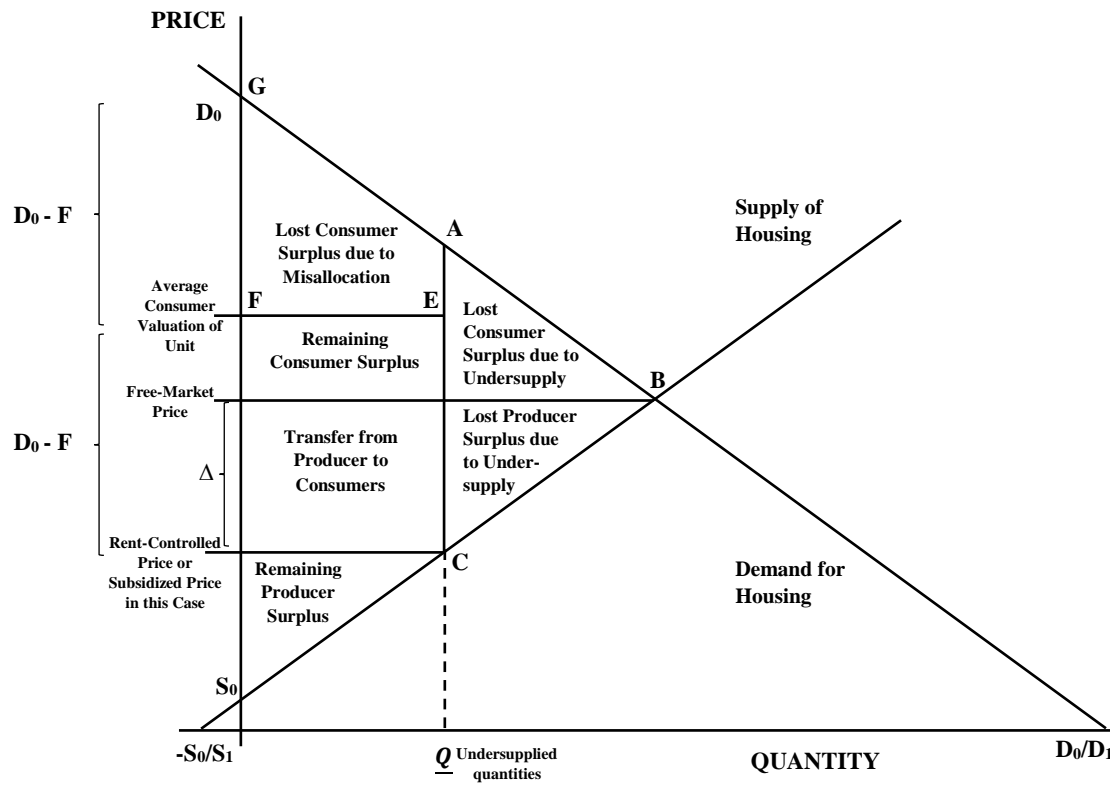 PRICE
G
D₀
D₀ - F
Lost Consumer
Surplus due to
Misallocation
A
Supply of
Housing
Average
Consumer
Valuation of
Unit
F
E
Lost
Consumer
Surplus due to
Undersupply
Remaining
Consumer Surplus
Free-Market
Price
B
D₀ - F
Δ
Transfer from
Producer to
Consumers
Lost Producer
Surplus due
to Under-
supply
Rent-Controlled
Price or
Subsidized Price
in this Case
C
Remaining
Producer
Surplus
Demand for
Housing
S₀
-S₀/S₁
Q Undersupplied
quantities
QUANTITY
D₀/D₁